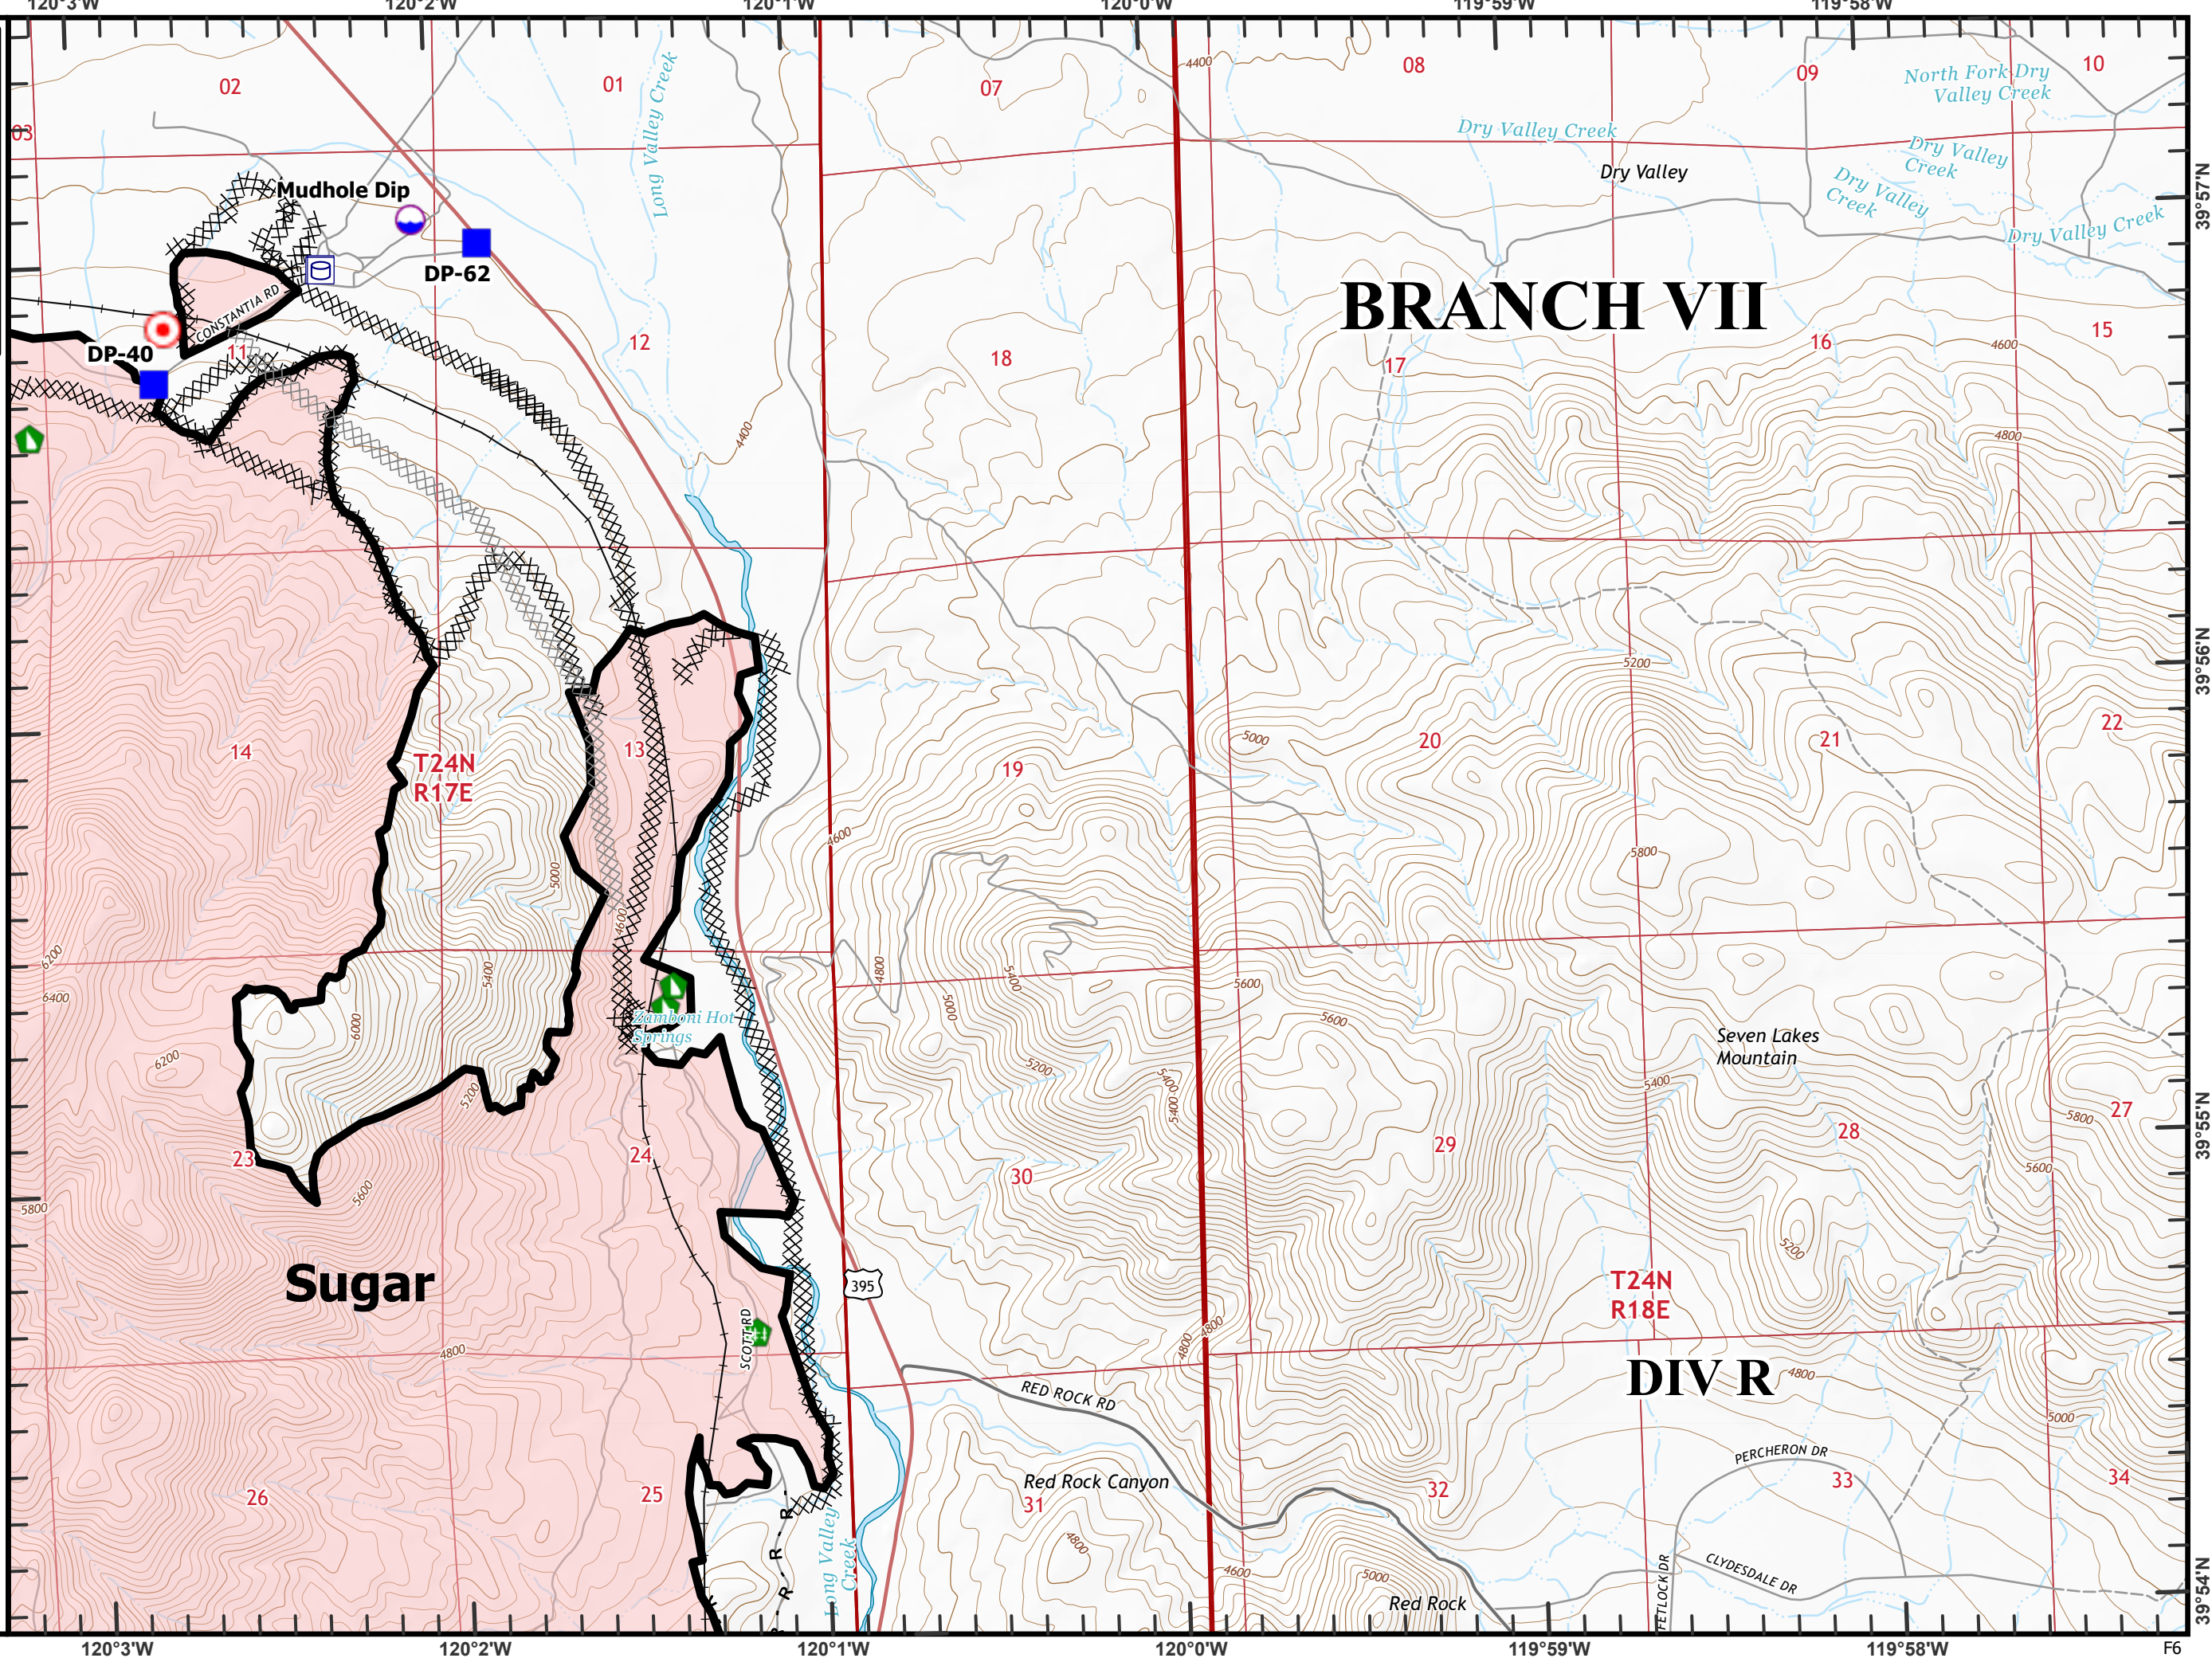 120°3'W
120°2'W
120°1'W
120°0'W
119°59'W
119°58'W
02
01
07
08
09
10
03
4400
North Fork Dry
Valley Creek
Long Valley Creek
Dry Valley Creek
Dry Valley
Dry Valley
Creek
Dry Valley
Creek
Dry Valley Creek
39°57'N
Mudhole Dip
DP-62
CONSTANTIA RD
DP-40
11
12
18
BRANCH VII
17
16
15
4600
4400
4800
39°56'N
5200
14
T24N
R17E
13
19
5000
20
21
22
4600
5800
5000
4600
6200
6400
5400
6000
6200
4800
5400
5000
5600
5600
Zamboni Hot
Springs
5200
5400
5400
5200
5400
Seven Lakes
Mountain
27
5800
28
29
39°55'N
23
24
30
5600
5600
5800
5200
Sugar
395
T24N
R18E
4800
SCOTT RD
4800
4800
DIV R
4800
RED ROCK RD
5000
PERCHERON DR
Red Rock Canyon
26
25
31
32
33
34
R
R
R
R
Long Valley
Creek
4800
4600
5000
Red Rock
FETLOCK DR
CLYDESDALE DR
39°54'N
120°3'W
120°2'W
120°1'W
120°0'W
119°59'W
119°58'W
F6